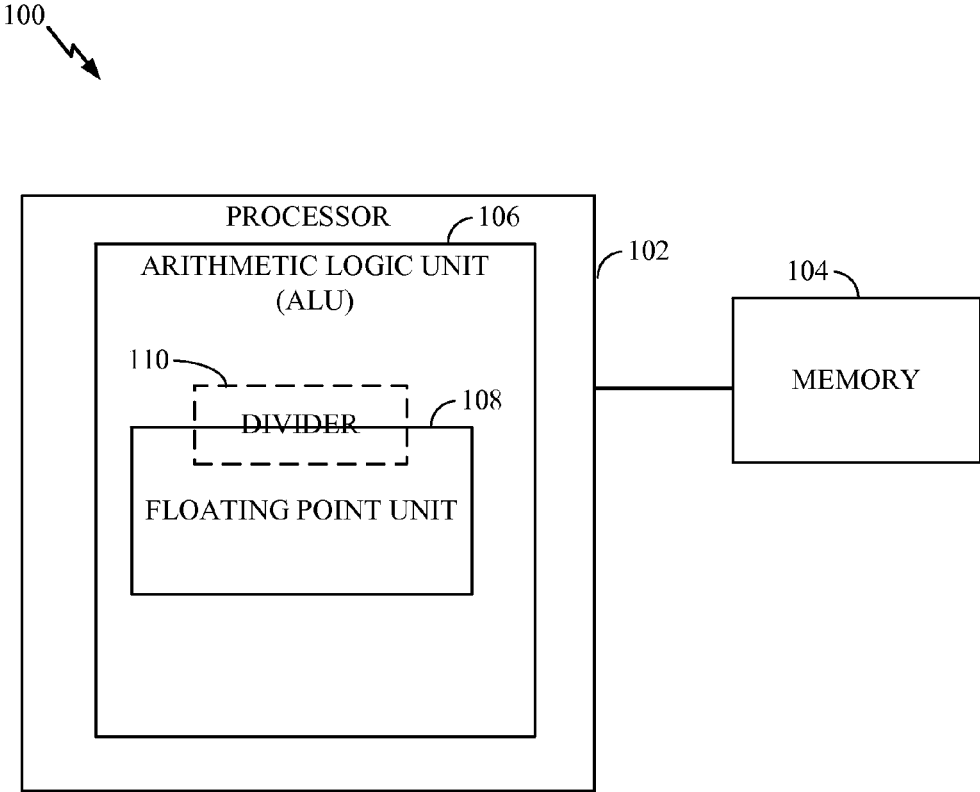 100
PROCESSOR
106
ARITHMETIC LOGIC UNIT
(ALU)
102
104
MEMORY
110
DIVIDER
108
FLOATING POINT UNIT